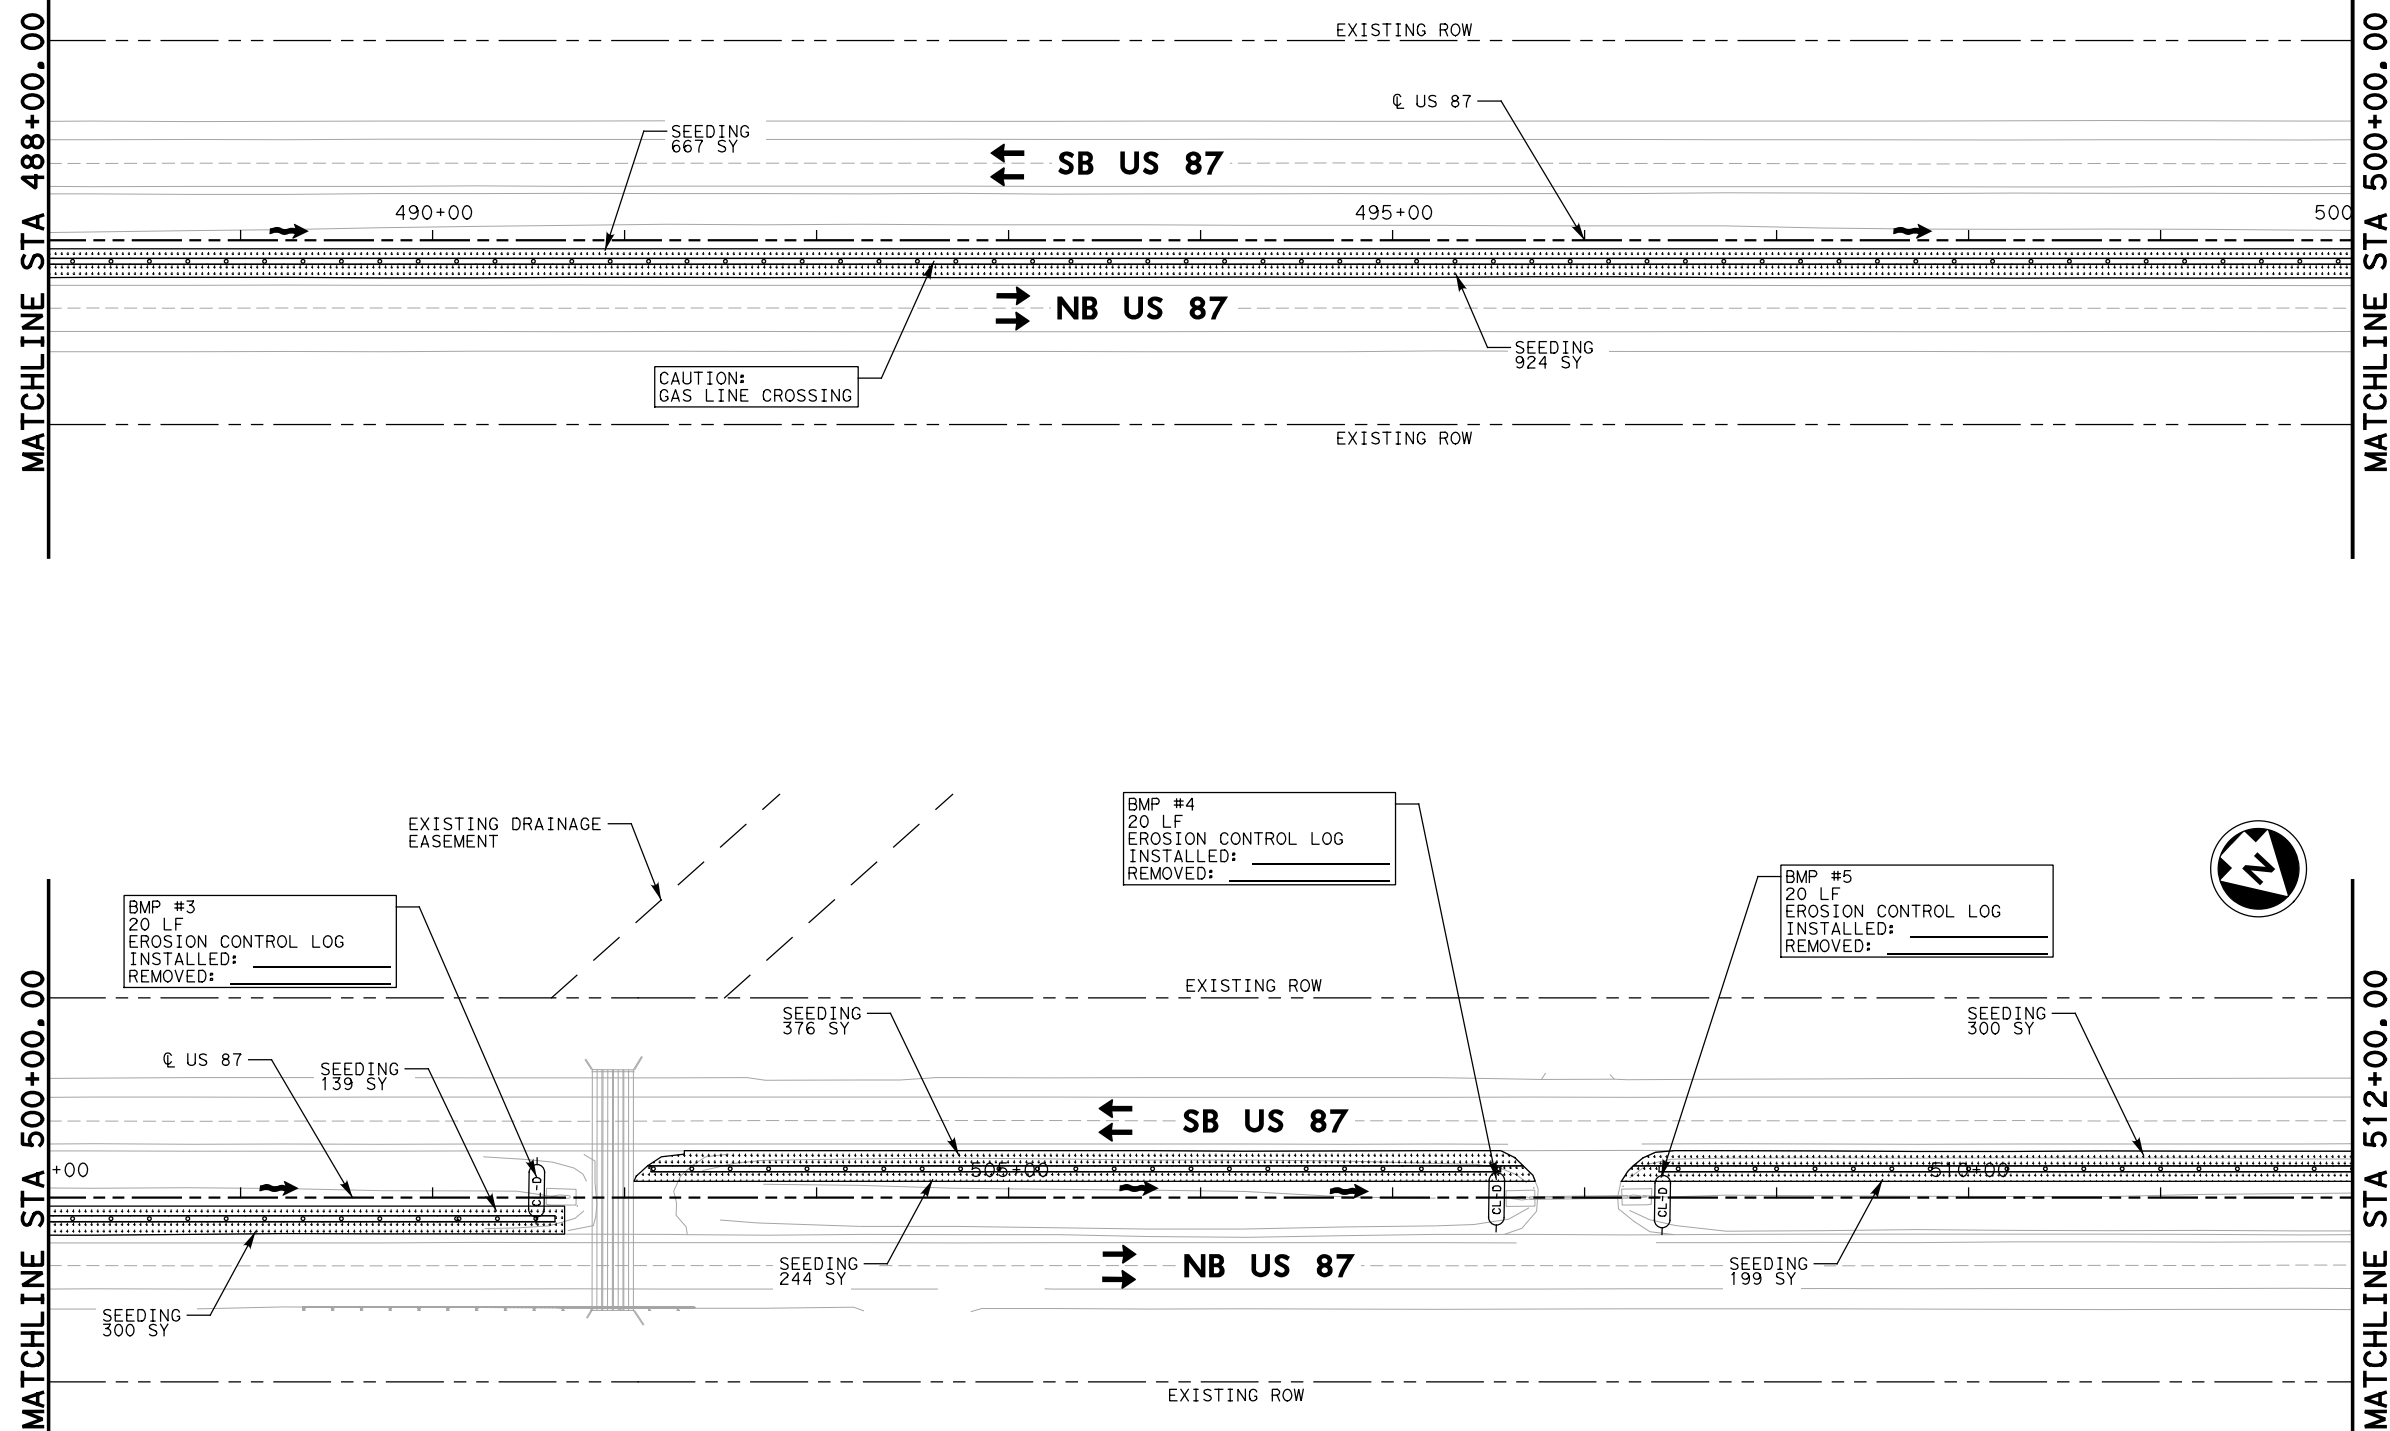 MATCHLINE STA 488+00.00
EXISTING ROW
MATCHLINE STA 500+00.00
℄ US 87
SEEDING
667 SY
SB US 87
490+00
495+00
500
NB US 87
SEEDING
924 SY
CAUTION:
GAS LINE CROSSING
EXISTING ROW
BMP #4
20 LF
EROSION CONTROL LOG
INSTALLED:
REMOVED:
EXISTING DRAINAGE
EASEMENT
BMP #5
20 LF
EROSION CONTROL LOG
INSTALLED:
REMOVED:
N
BMP #3
20 LF
EROSION CONTROL LOG
INSTALLED:
REMOVED:
MATCHLINE STA 500+00.00
EXISTING ROW
MATCHLINE STA 512+00.00
SEEDING
376 SY
SEEDING
300 SY
℄ US 87
SEEDING
139 SY
SB US 87
+00
505+00
510+00
CL-D
CL-D
CL-D
SEEDING
244 SY
NB US 87
SEEDING
199 SY
SEEDING
300 SY
EXISTING ROW